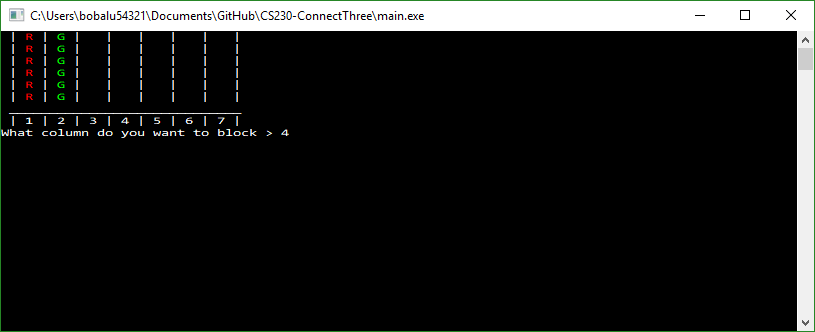 C:\Users\bobalu54321\Documents\GitHub\CS230-ConnectThree\main.exe
| R | G |   |   |   |   |   |
| R | G |   |   |   |   |   |
| R | G |   |   |   |   |   |
| R | G |   |   |   |   |   |
| R | G |   |   |   |   |   |
| R | G |   |   |   |   |   |
_____________________________
| 1 | 2 | 3 | 4 | 5 | 6 | 7 |
What column do you want to block > 4